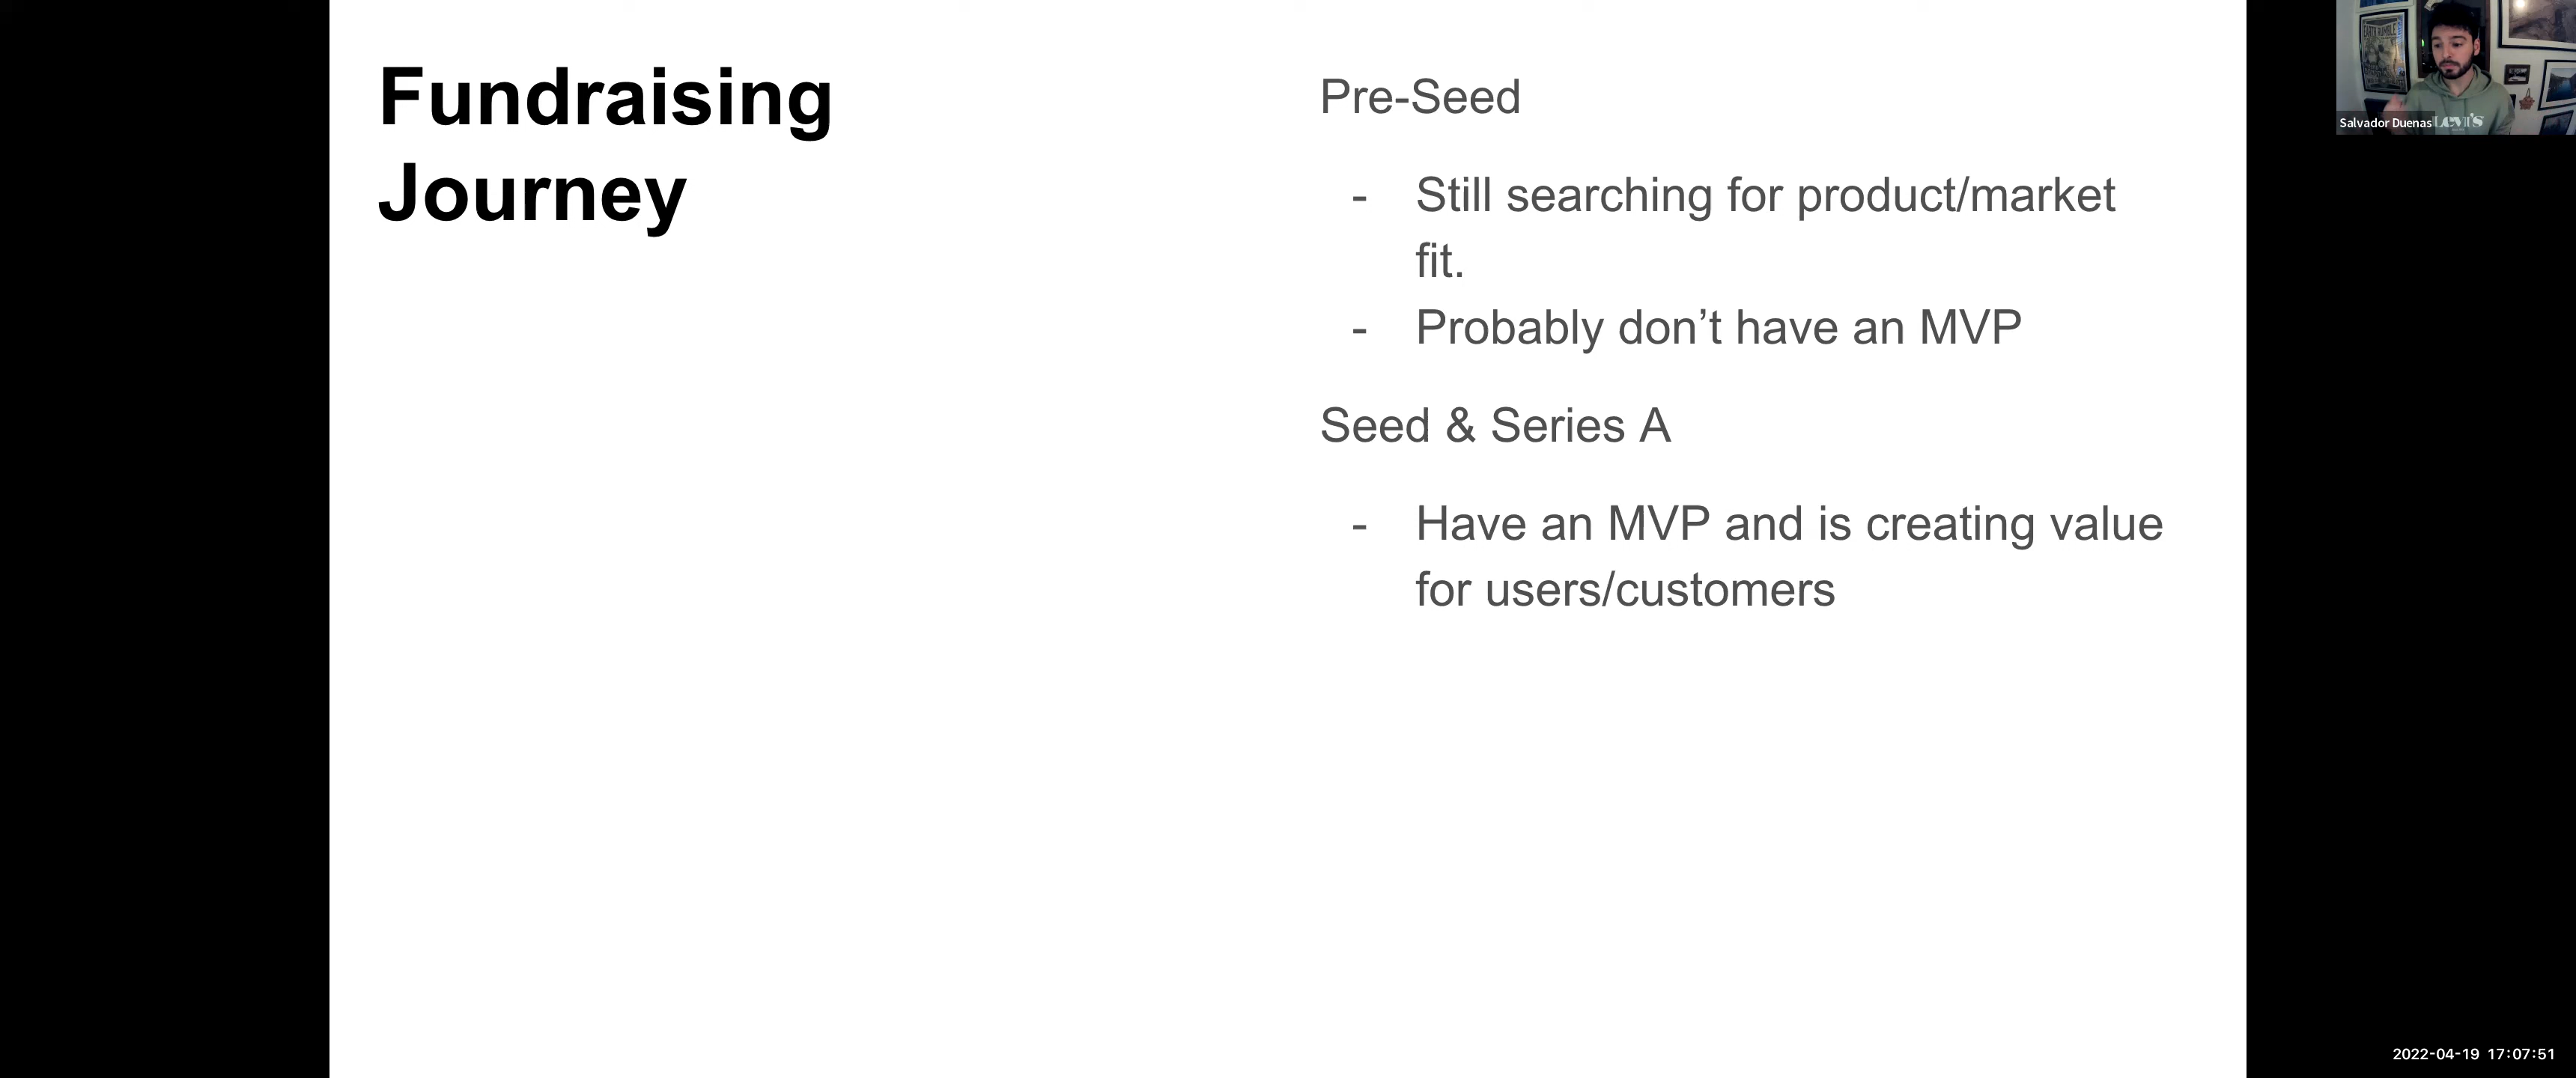 Fundraising
Journey
Pre-Seed
- Still searching for product/market
fit.
- Probably don’t have an MVP
Seed & Series A
- Have an MVP and is creating value
for users/customers
Salvador Duenas
Levi's
2022-04-19 17:07:51